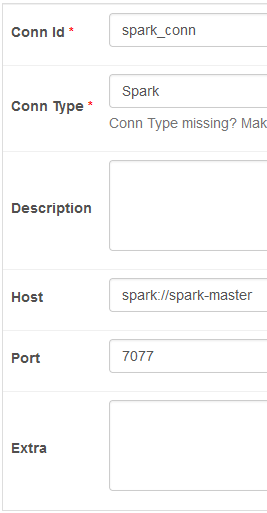 Conn Id * spark_conn
Conn Type * Spark
Conn Type missing? Mak
Description
Host spark://spark-master
Port 7077
Extra